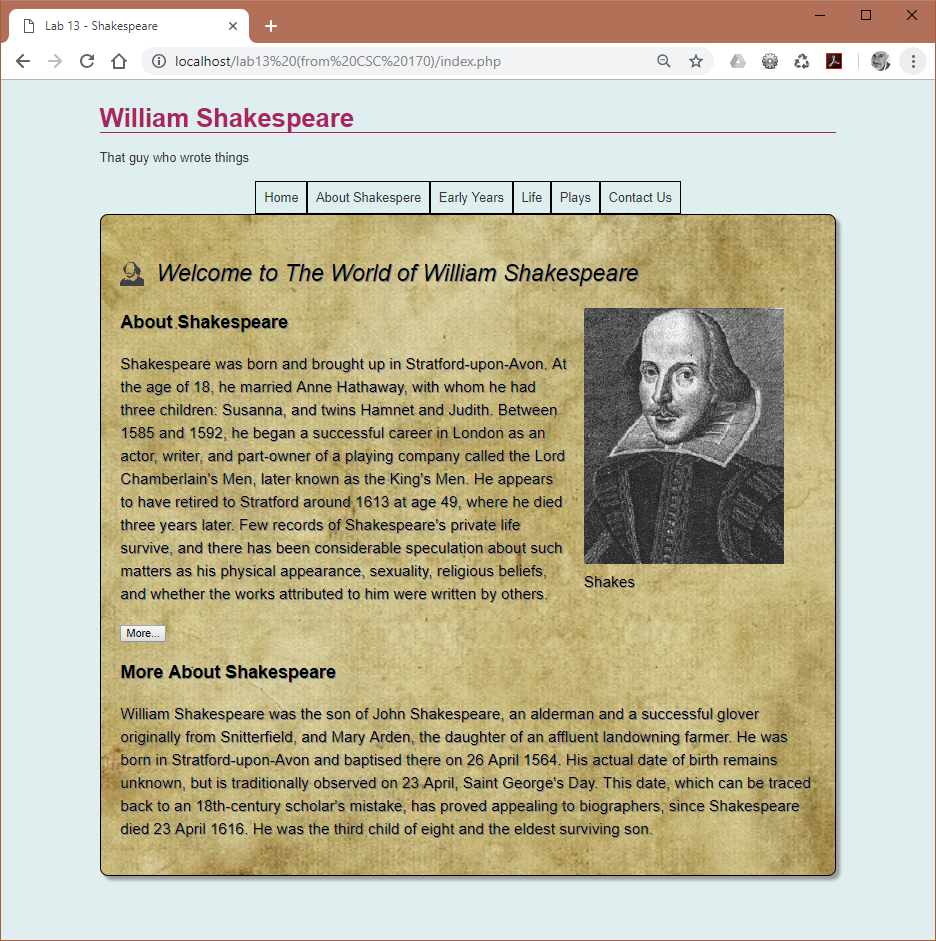 Lab 13 - Shakespeare
localhost/lab13%20(from%20CSC%20170)/index.php
William Shakespeare
That guy who wrote things
Home About Shakespere Early Years Life Plays Contact Us
Welcome to The World of William Shakespeare
About Shakespeare
Shakespeare was born and brought up in Stratford-upon-Avon. At
the age of 18, he married Anne Hathaway, with whom he had
three children: Susanna, and twins Hamnet and Judith. Between
1585 and 1592, he began a successful career in London as an
actor, writer, and part-owner of a playing company called the Lord
Chamberlain's Men, later known as the King's Men. He appears
to have retired to Stratford around 1613 at age 49, where he died
three years later. Few records of Shakespeare's private life
survive, and there has been considerable speculation about such
matters as his physical appearance, sexuality, religious beliefs,
and whether the works attributed to him were written by others.
Shakes
More...
More About Shakespeare
William Shakespeare was the son of John Shakespeare, an alderman and a successful glover
originally from Snitterfield, and Mary Arden, the daughter of an affluent landowning farmer. He was
born in Stratford-upon-Avon and baptised there on 26 April 1564. His actual date of birth remains
unknown, but is traditionally observed on 23 April, Saint George's Day. This date, which can be traced
back to an 18th-century scholar's mistake, has proved appealing to biographers, since Shakespeare
died 23 April 1616. He was the third child of eight and the eldest surviving son.